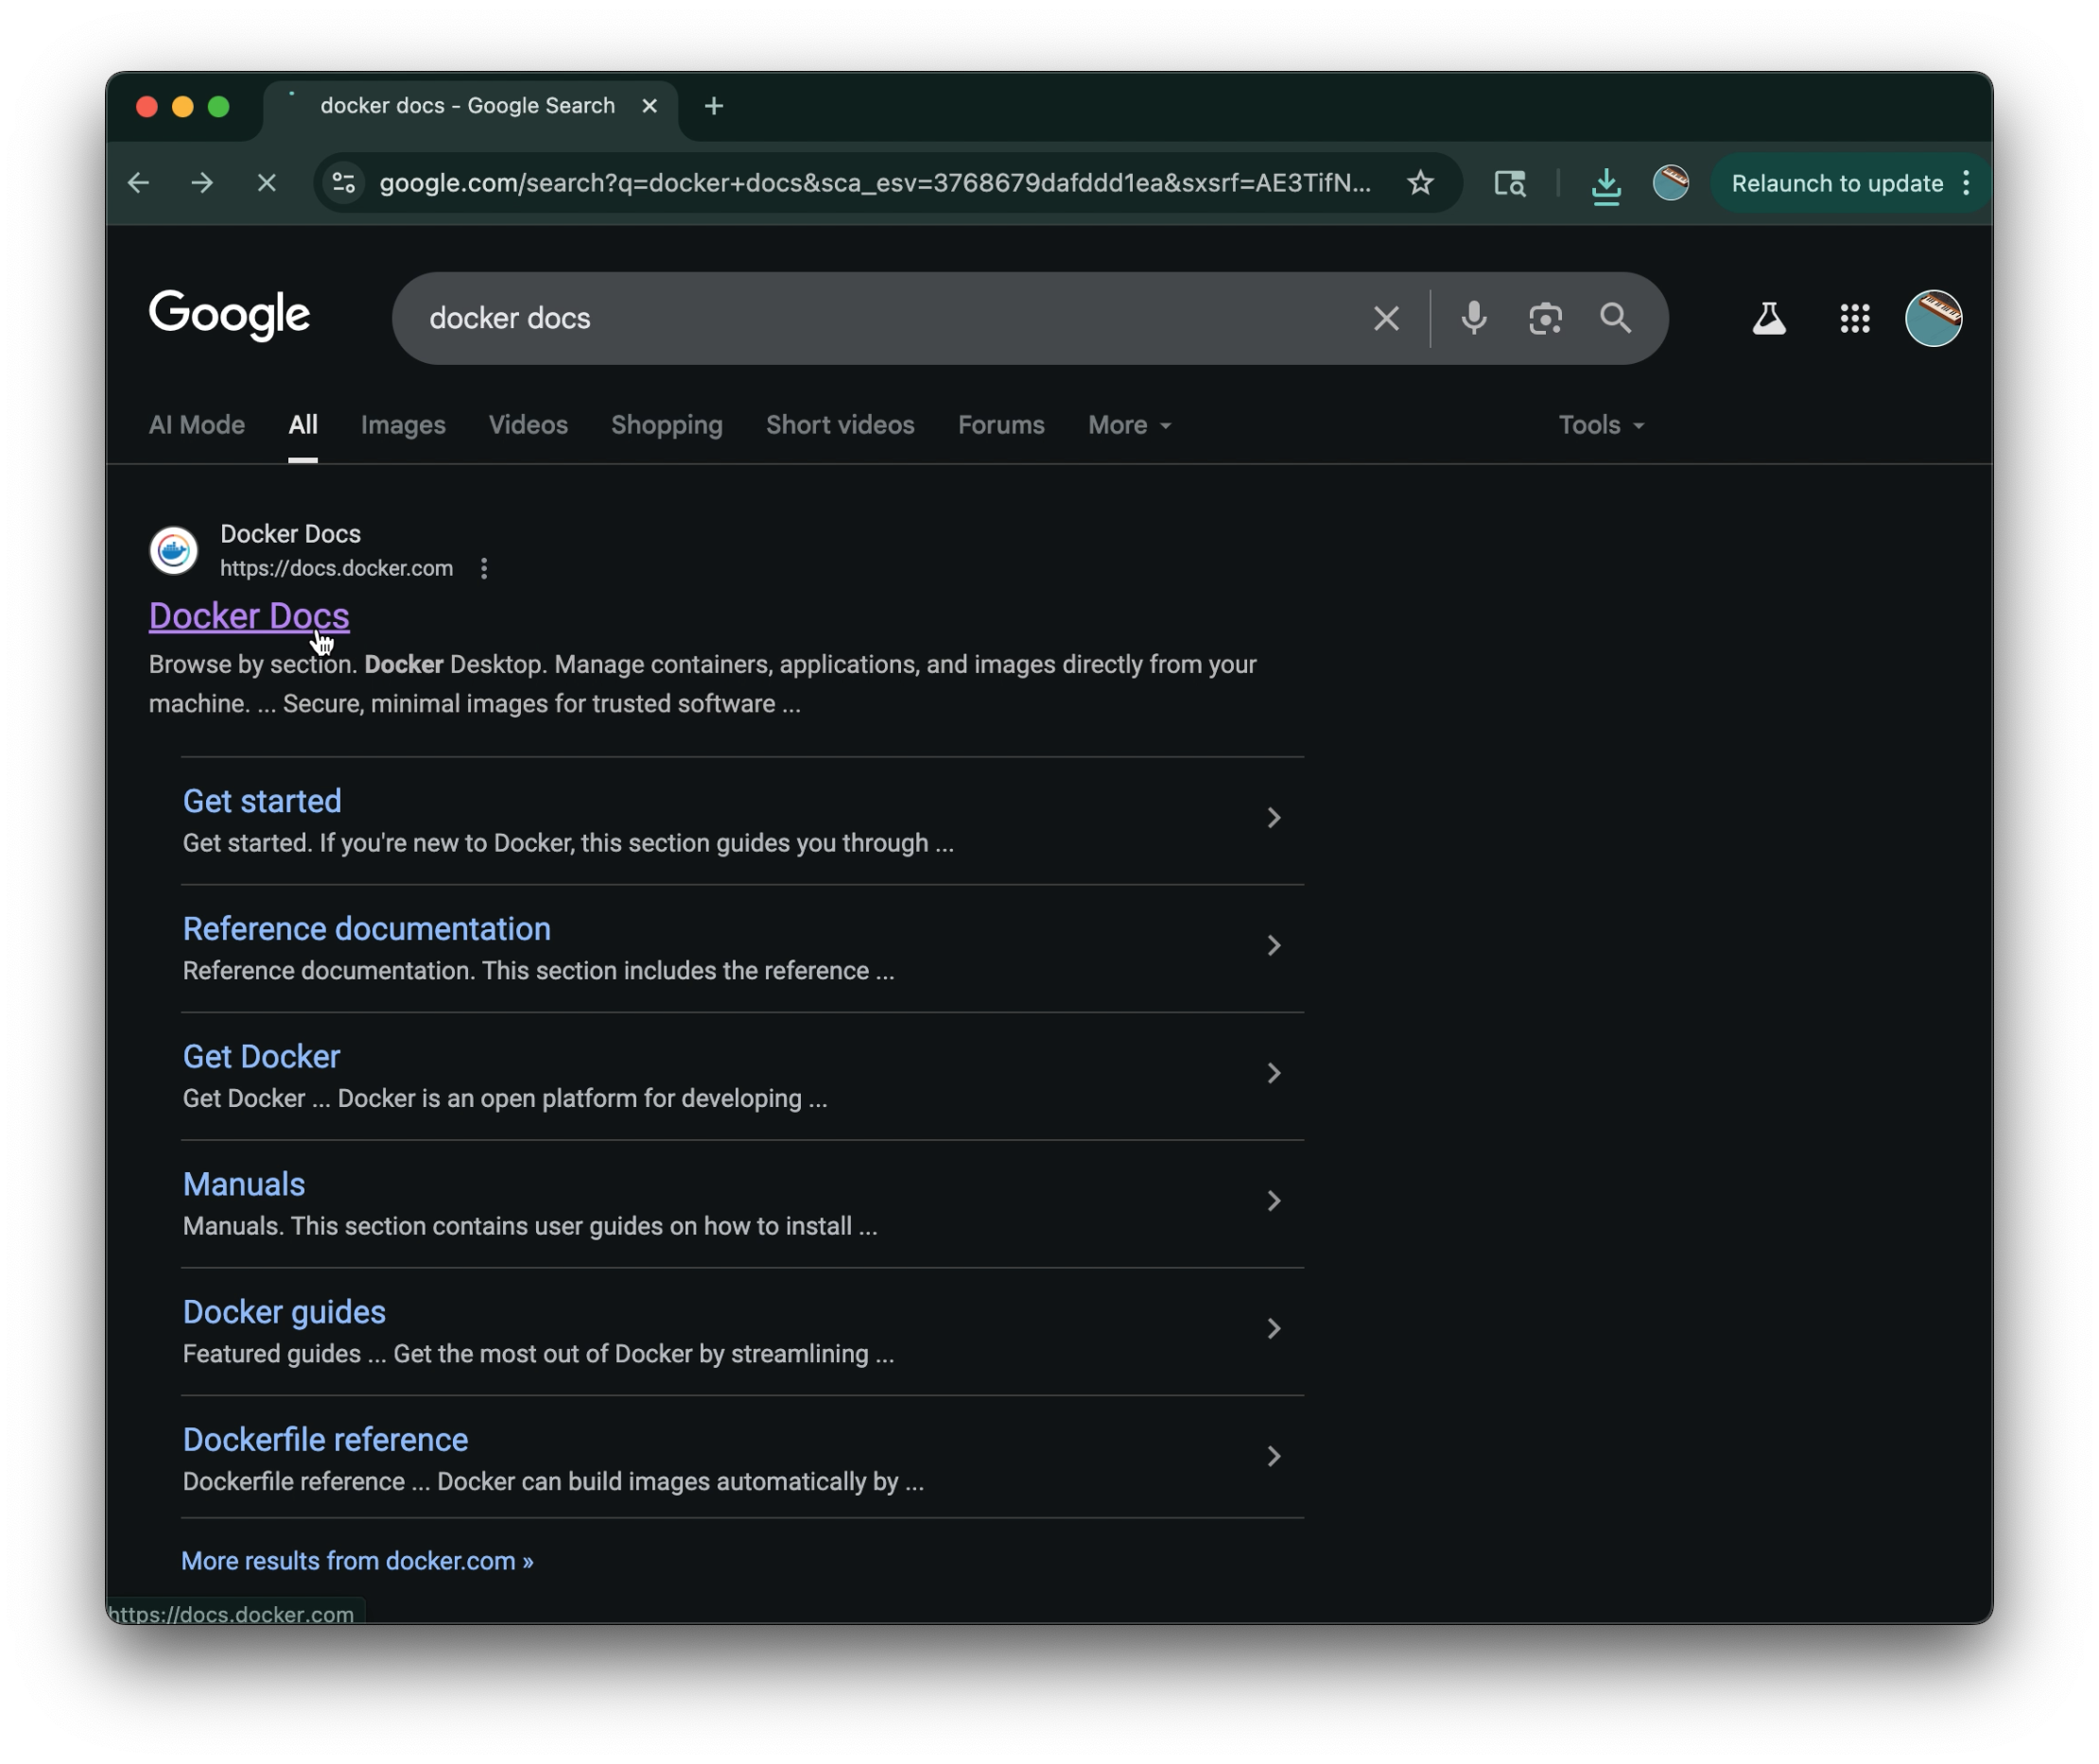 docker docs - Google Search
google.com/search?q=docker+docs&sca_esv=3768679dafddd1ea&sxsrf=AE3TifN...
Relaunch to update
Google
docker docs
AI Mode All Images Videos Shopping Short videos Forums More Tools
Docker Docs
https://docs.docker.com
Docker Docs
Browse by section. Docker Desktop. Manage containers, applications, and images directly from your
machine. ... Secure, minimal images for trusted software ...
Get started
Get started. If you're new to Docker, this section guides you through ...
Reference documentation
Reference documentation. This section includes the reference ...
Get Docker
Get Docker ... Docker is an open platform for developing ...
Manuals
Manuals. This section contains user guides on how to install ...
Docker guides
Featured guides ... Get the most out of Docker by streamlining ...
Dockerfile reference
Dockerfile reference ... Docker can build images automatically by ...
More results from docker.com »
https://docs.docker.com